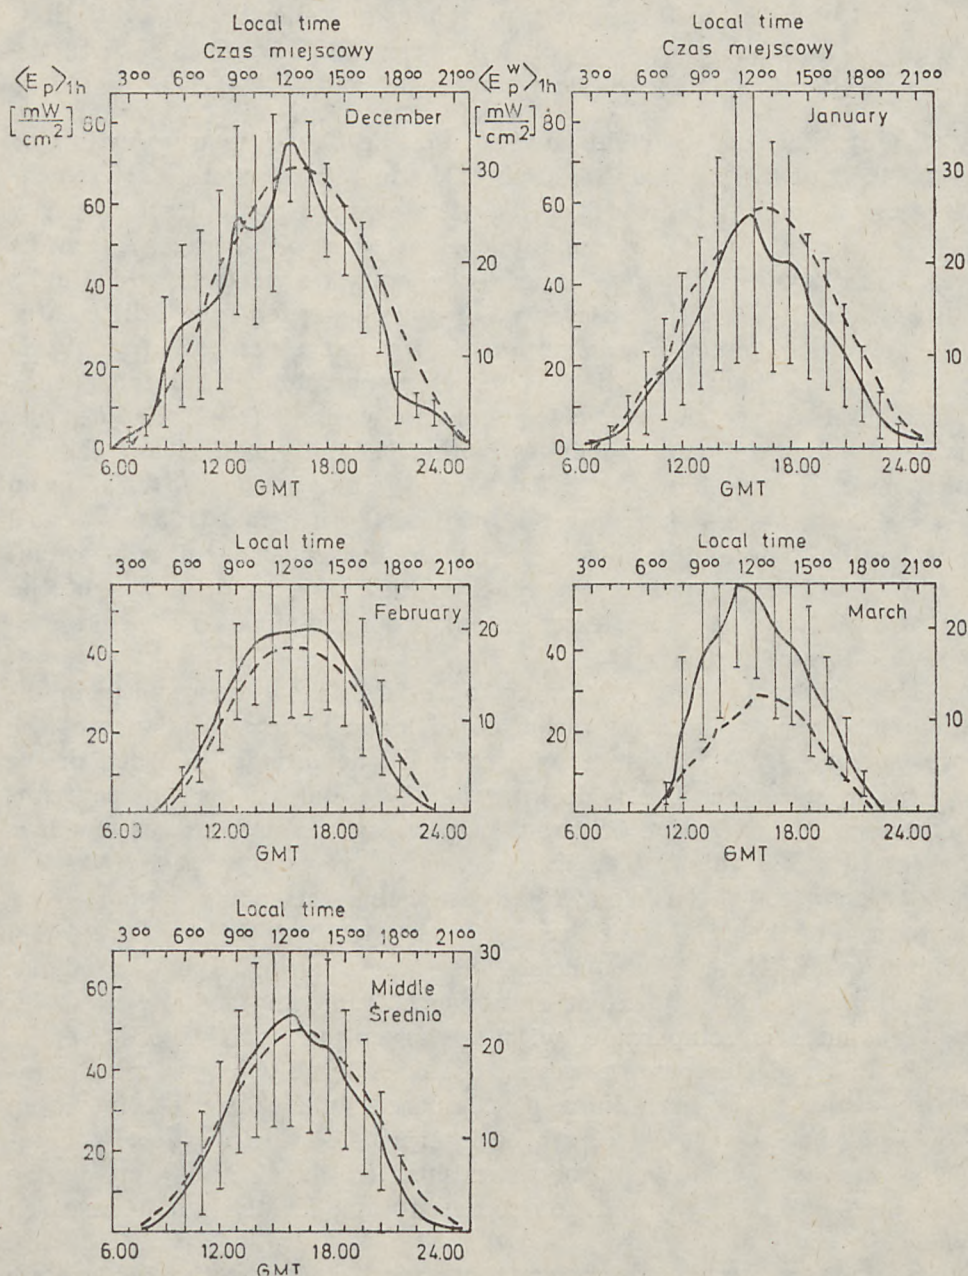 Local time
Czas miejscowy
3⁰⁰ 6⁰⁰ 9⁰⁰ 12⁰⁰ 15⁰⁰ 18⁰⁰ 21⁰⁰
⟨E_p⟩₁ₕ
[mW/cm²]
80
60
40
20
0
30
20
10
December
6.00 12.00 18.00 24.00
GMT
Local time
Czas miejscowy
3⁰⁰ 6⁰⁰ 9⁰⁰ 12⁰⁰ 15⁰⁰ 18⁰⁰ 21⁰⁰
⟨E_p^w⟩₁ₕ
[mW/cm²]
80
60
40
20
0
30
20
10
January
6.00 12.00 18.00 24.00
GMT
Local time
3⁰⁰ 6⁰⁰ 9⁰⁰ 12⁰⁰ 15⁰⁰ 18⁰⁰ 21⁰⁰
February
40
20
20
10
6.00 12.00 18.00 24.00
GMT
Local time
3⁰⁰ 6⁰⁰ 9⁰⁰ 12⁰⁰ 15⁰⁰ 18⁰⁰ 21⁰⁰
March
40
20
20
10
6.00 12.00 18.00 24.00
GMT
Local time
3⁰⁰ 6⁰⁰ 9⁰⁰ 12⁰⁰ 15⁰⁰ 18⁰⁰ 21⁰⁰
Middle
Średnio
60
40
20
30
20
10
6.00 12.00 18.00 24.00
GMT